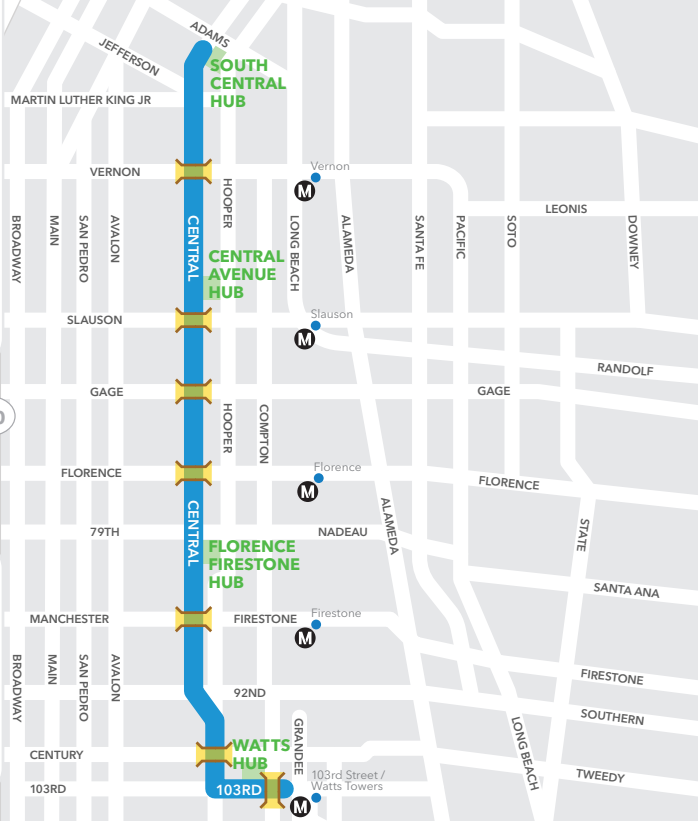 ADAMS
JEFFERSON
SOUTH
CENTRAL
HUB
MARTIN LUTHER KING JR
VERNON
Vernon
M
HOOPER
LEONIS
BROADWAY
MAIN
SAN PEDRO
AVALON
CENTRAL
LONG BEACH
ALAMEDA
SANTA FE
PACIFIC
SOTO
DOWNEY
CENTRAL
AVENUE
HUB
SLAUSON
Slauson
M
RANDOLF
GAGE
GAGE
HOOPER
COMPTON
FLORENCE
Florence
M
FLORENCE
79TH
CENTRAL
NADEAU
ALAMEDA
STATE
FLORENCE
FIRESTONE
HUB
SANTA ANA
MANCHESTER
FIRESTONE
Firestone
M
BROADWAY
MAIN
SAN PEDRO
AVALON
92ND
FIRESTONE
SOUTHERN
GRANDEE
LONG BEACH
CENTURY
WATTS
HUB
103rd Street /
Watts Towers
TWEEDY
103RD
103RD
M